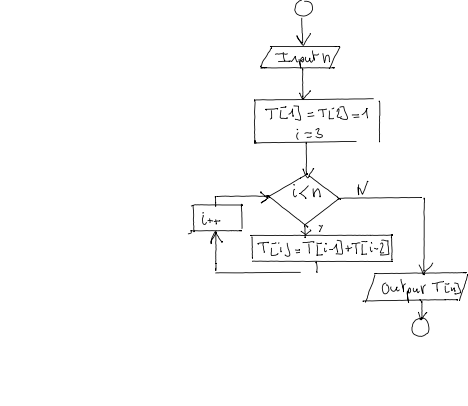 Input n
T[1] = T[2] = 1
i = 3
i < n
N
Y
i++
T[i] = T[i-1] + T[i-2]
Output T[n]